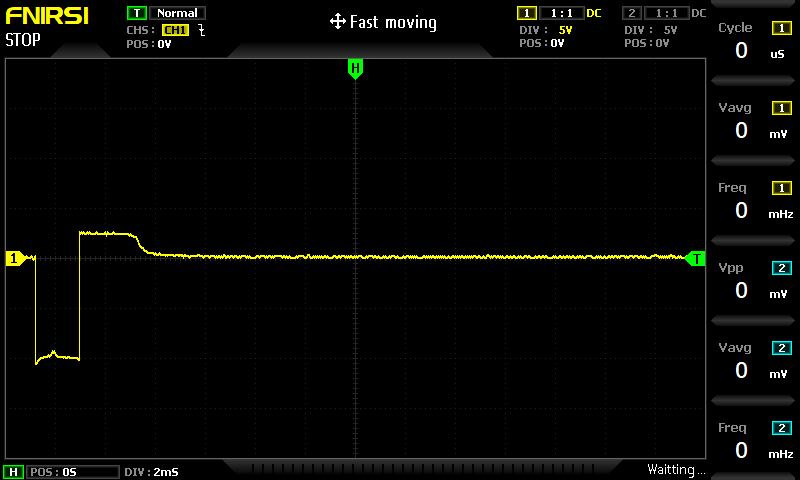 FNIRSI
STOP
T Normal
CHS: CH1
POS: 0V
Fast moving
1 1:1 DC
DIV: 5V
POS: 0V
2 1:1 DC
DIV: 5V
POS: 0V
H
1
T
Cycle 1
0 uS
Vavg 1
0 mV
Freq 1
0 mHz
Vpp 2
0 mV
Vavg 2
0 mV
Freq 2
0 mHz
H POS: 0S DIV: 2mS
Waitting...